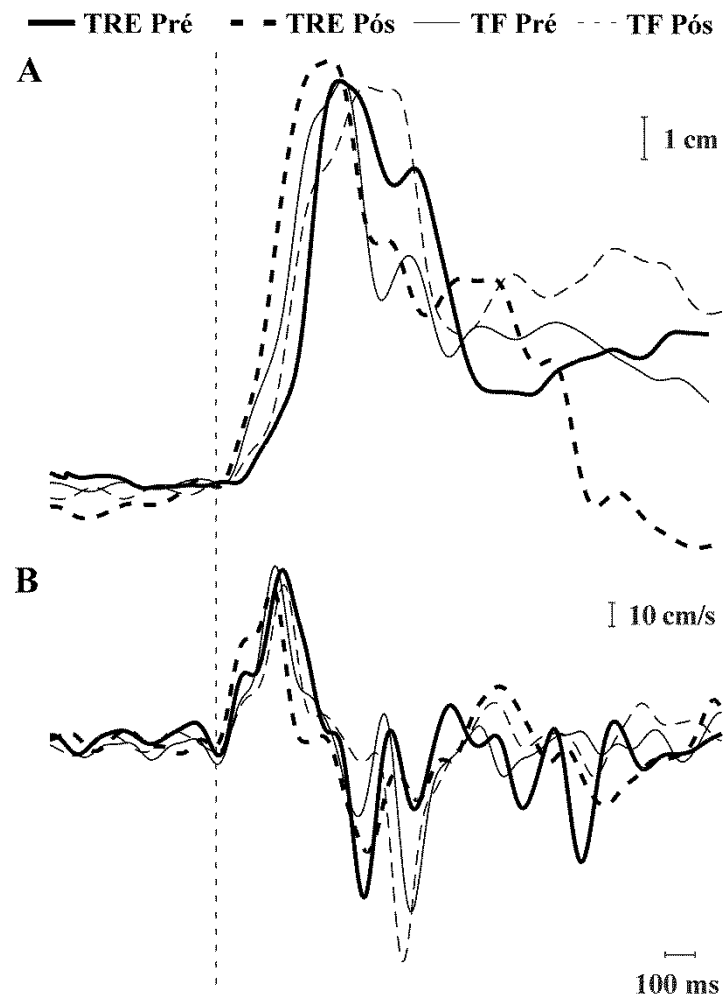 TRE Pré TRE Pós TF Pré TF Pós
A
1 cm
B
10 cm/s
100 ms